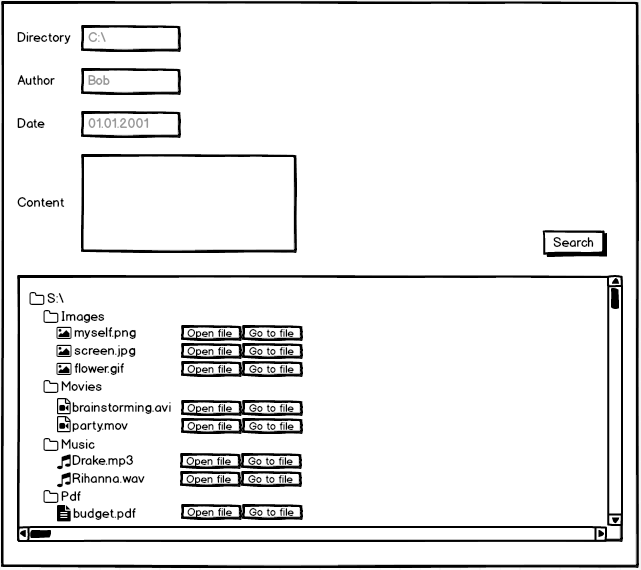 Directory C:\
Author Bob
Date 01.01.2001
Content
Search
S:\
Images
myself.png Open file Go to file
screen.jpg Open file Go to file
flower.gif Open file Go to file
Movies
brainstorming.avi Open file Go to file
party.mov Open file Go to file
Music
Drake.mp3 Open file Go to file
Rihanna.wav Open file Go to file
Pdf
budget.pdf Open file Go to file